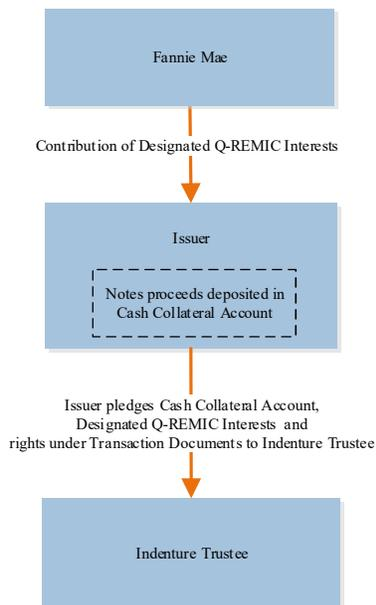 Fannie Mae
Contribution of Designated Q-REMIC Interests
Issuer
Notes proceeds deposited in
Cash Collateral Account
Issuer pledges Cash Collateral Account,
Designated Q-REMIC Interests and
rights under Transaction Documents to Indenture Trustee
Indenture Trustee